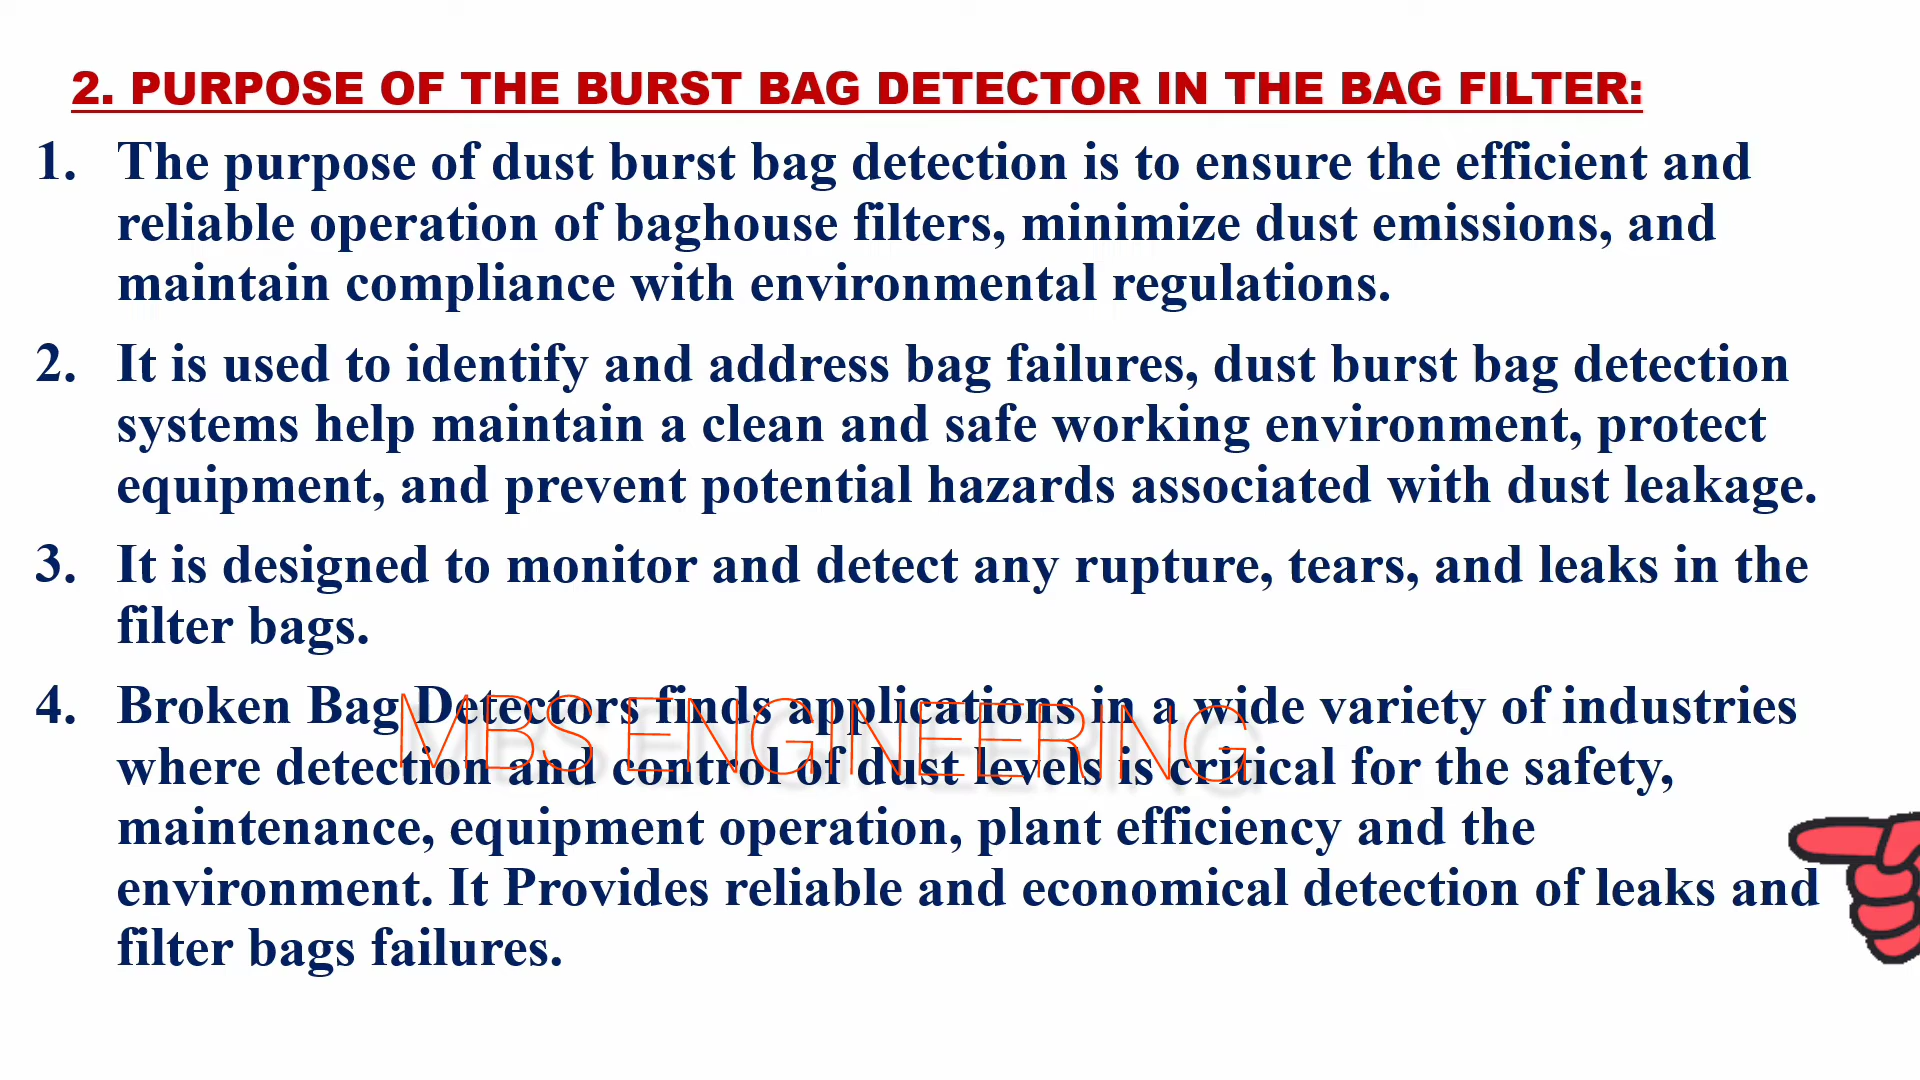 2. PURPOSE OF THE BURST BAG DETECTOR IN THE BAG FILTER:
1. The purpose of dust burst bag detection is to ensure the efficient and
reliable operation of baghouse filters, minimize dust emissions, and
maintain compliance with environmental regulations.
2. It is used to identify and address bag failures, dust burst bag detection
systems help maintain a clean and safe working environment, protect
equipment, and prevent potential hazards associated with dust leakage.
3. It is designed to monitor and detect any rupture, tears, and leaks in the
filter bags.
4. Broken Bag Detectors finds applications in a wide variety of industries
MBS ENGINEERING
where detection and control of dust levels is critical for the safety,
maintenance, equipment operation, plant efficiency and the
environment. It Provides reliable and economical detection of leaks and
filter bags failures.